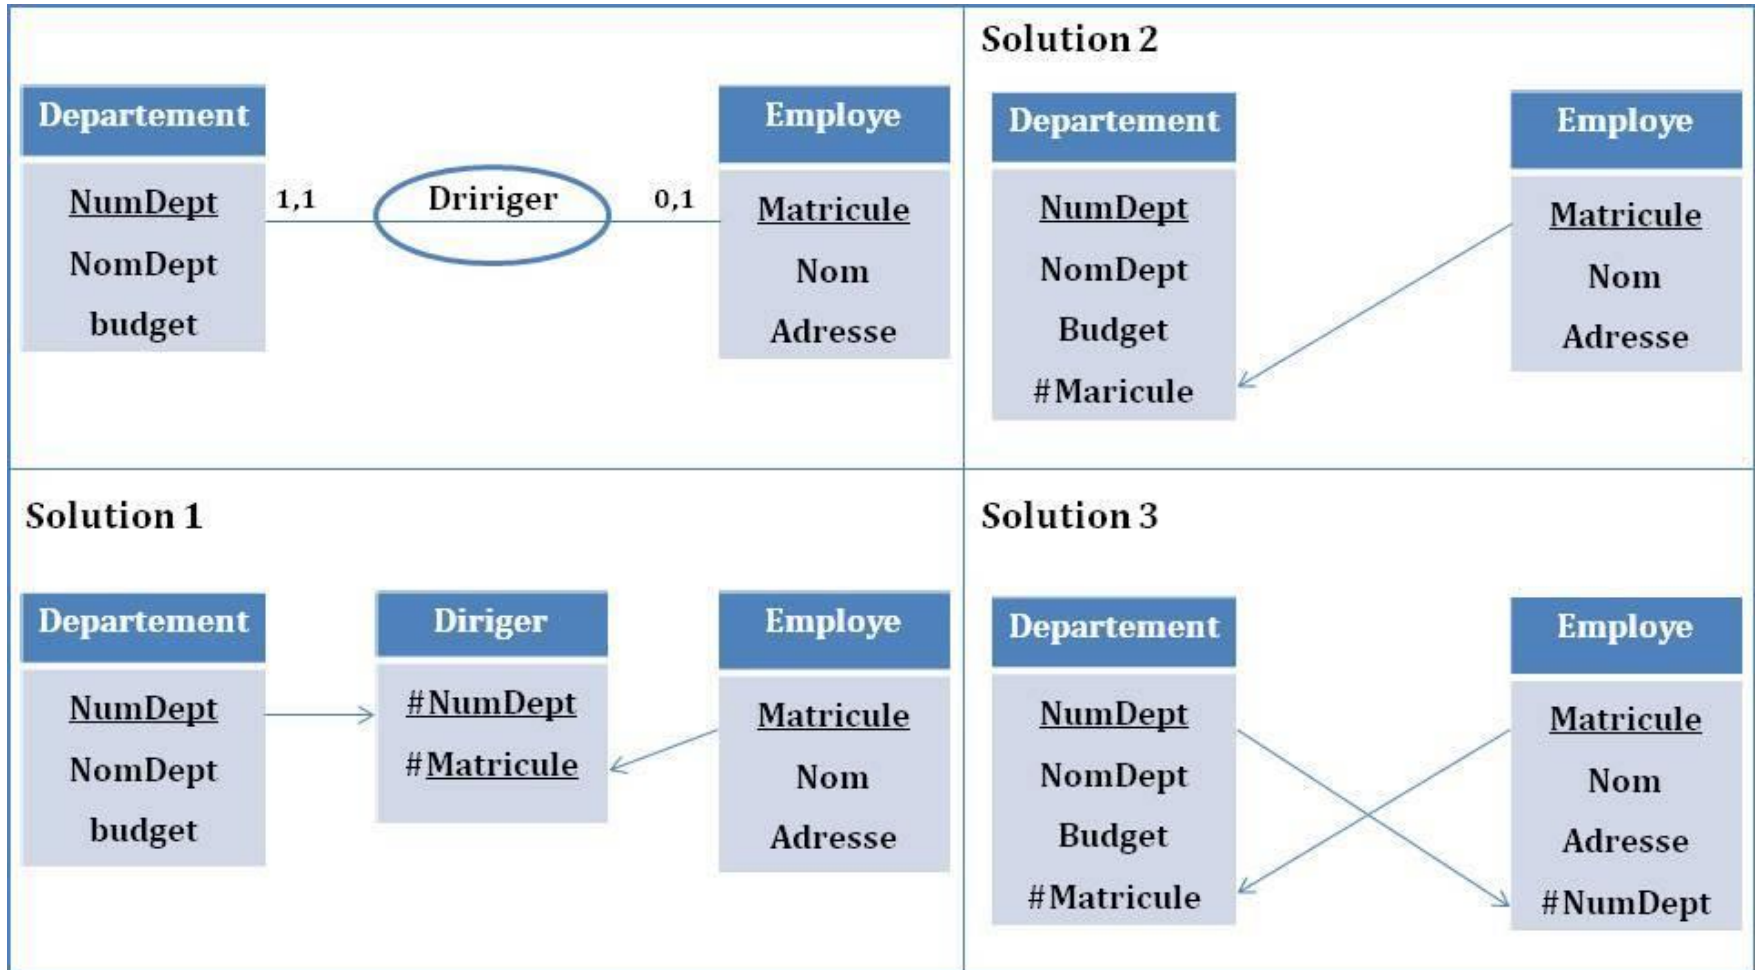 Departement
NumDept
NomDept
budget
1,1
Dririger
0,1
Employe
Matricule
Nom
Adresse
Solution 2
Departement
NumDept
NomDept
Budget
#Maricule
Employe
Matricule
Nom
Adresse
Solution 1
Departement
NumDept
NomDept
budget
Diriger
#NumDept
#Matricule
Employe
Matricule
Nom
Adresse
Solution 3
Departement
NumDept
NomDept
Budget
#Matricule
Employe
Matricule
Nom
Adresse
#NumDept